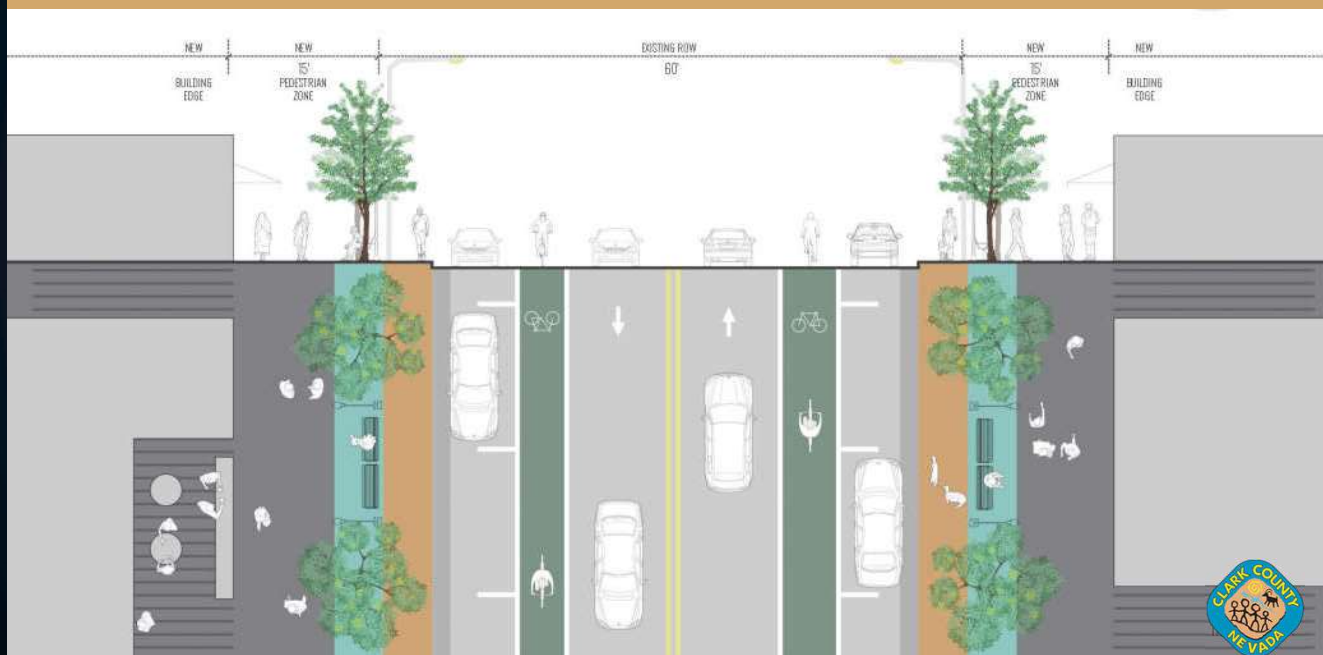 NEW
NEW
EXISTING ROW
NEW
NEW
15'
60'
15'
BUILDING
EDGE
PEDESTRIAN
ZONE
PEDESTRIAN
ZONE
BUILDING
EDGE
CLARK COUNTY
NEVADA